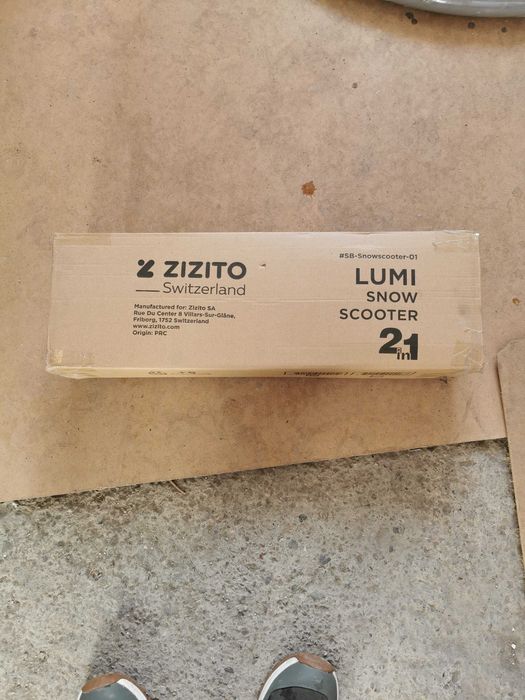 ZIZITO
Switzerland
Manufactured for: Zizito SA
Rue Du Center 8 Villars-Sur-Glâne,
Friborg, 1752 Switzerland
www.zizito.com
Origin: PRC
#SB-Snowscooter-01
LUMI
SNOW
SCOOTER
2in1